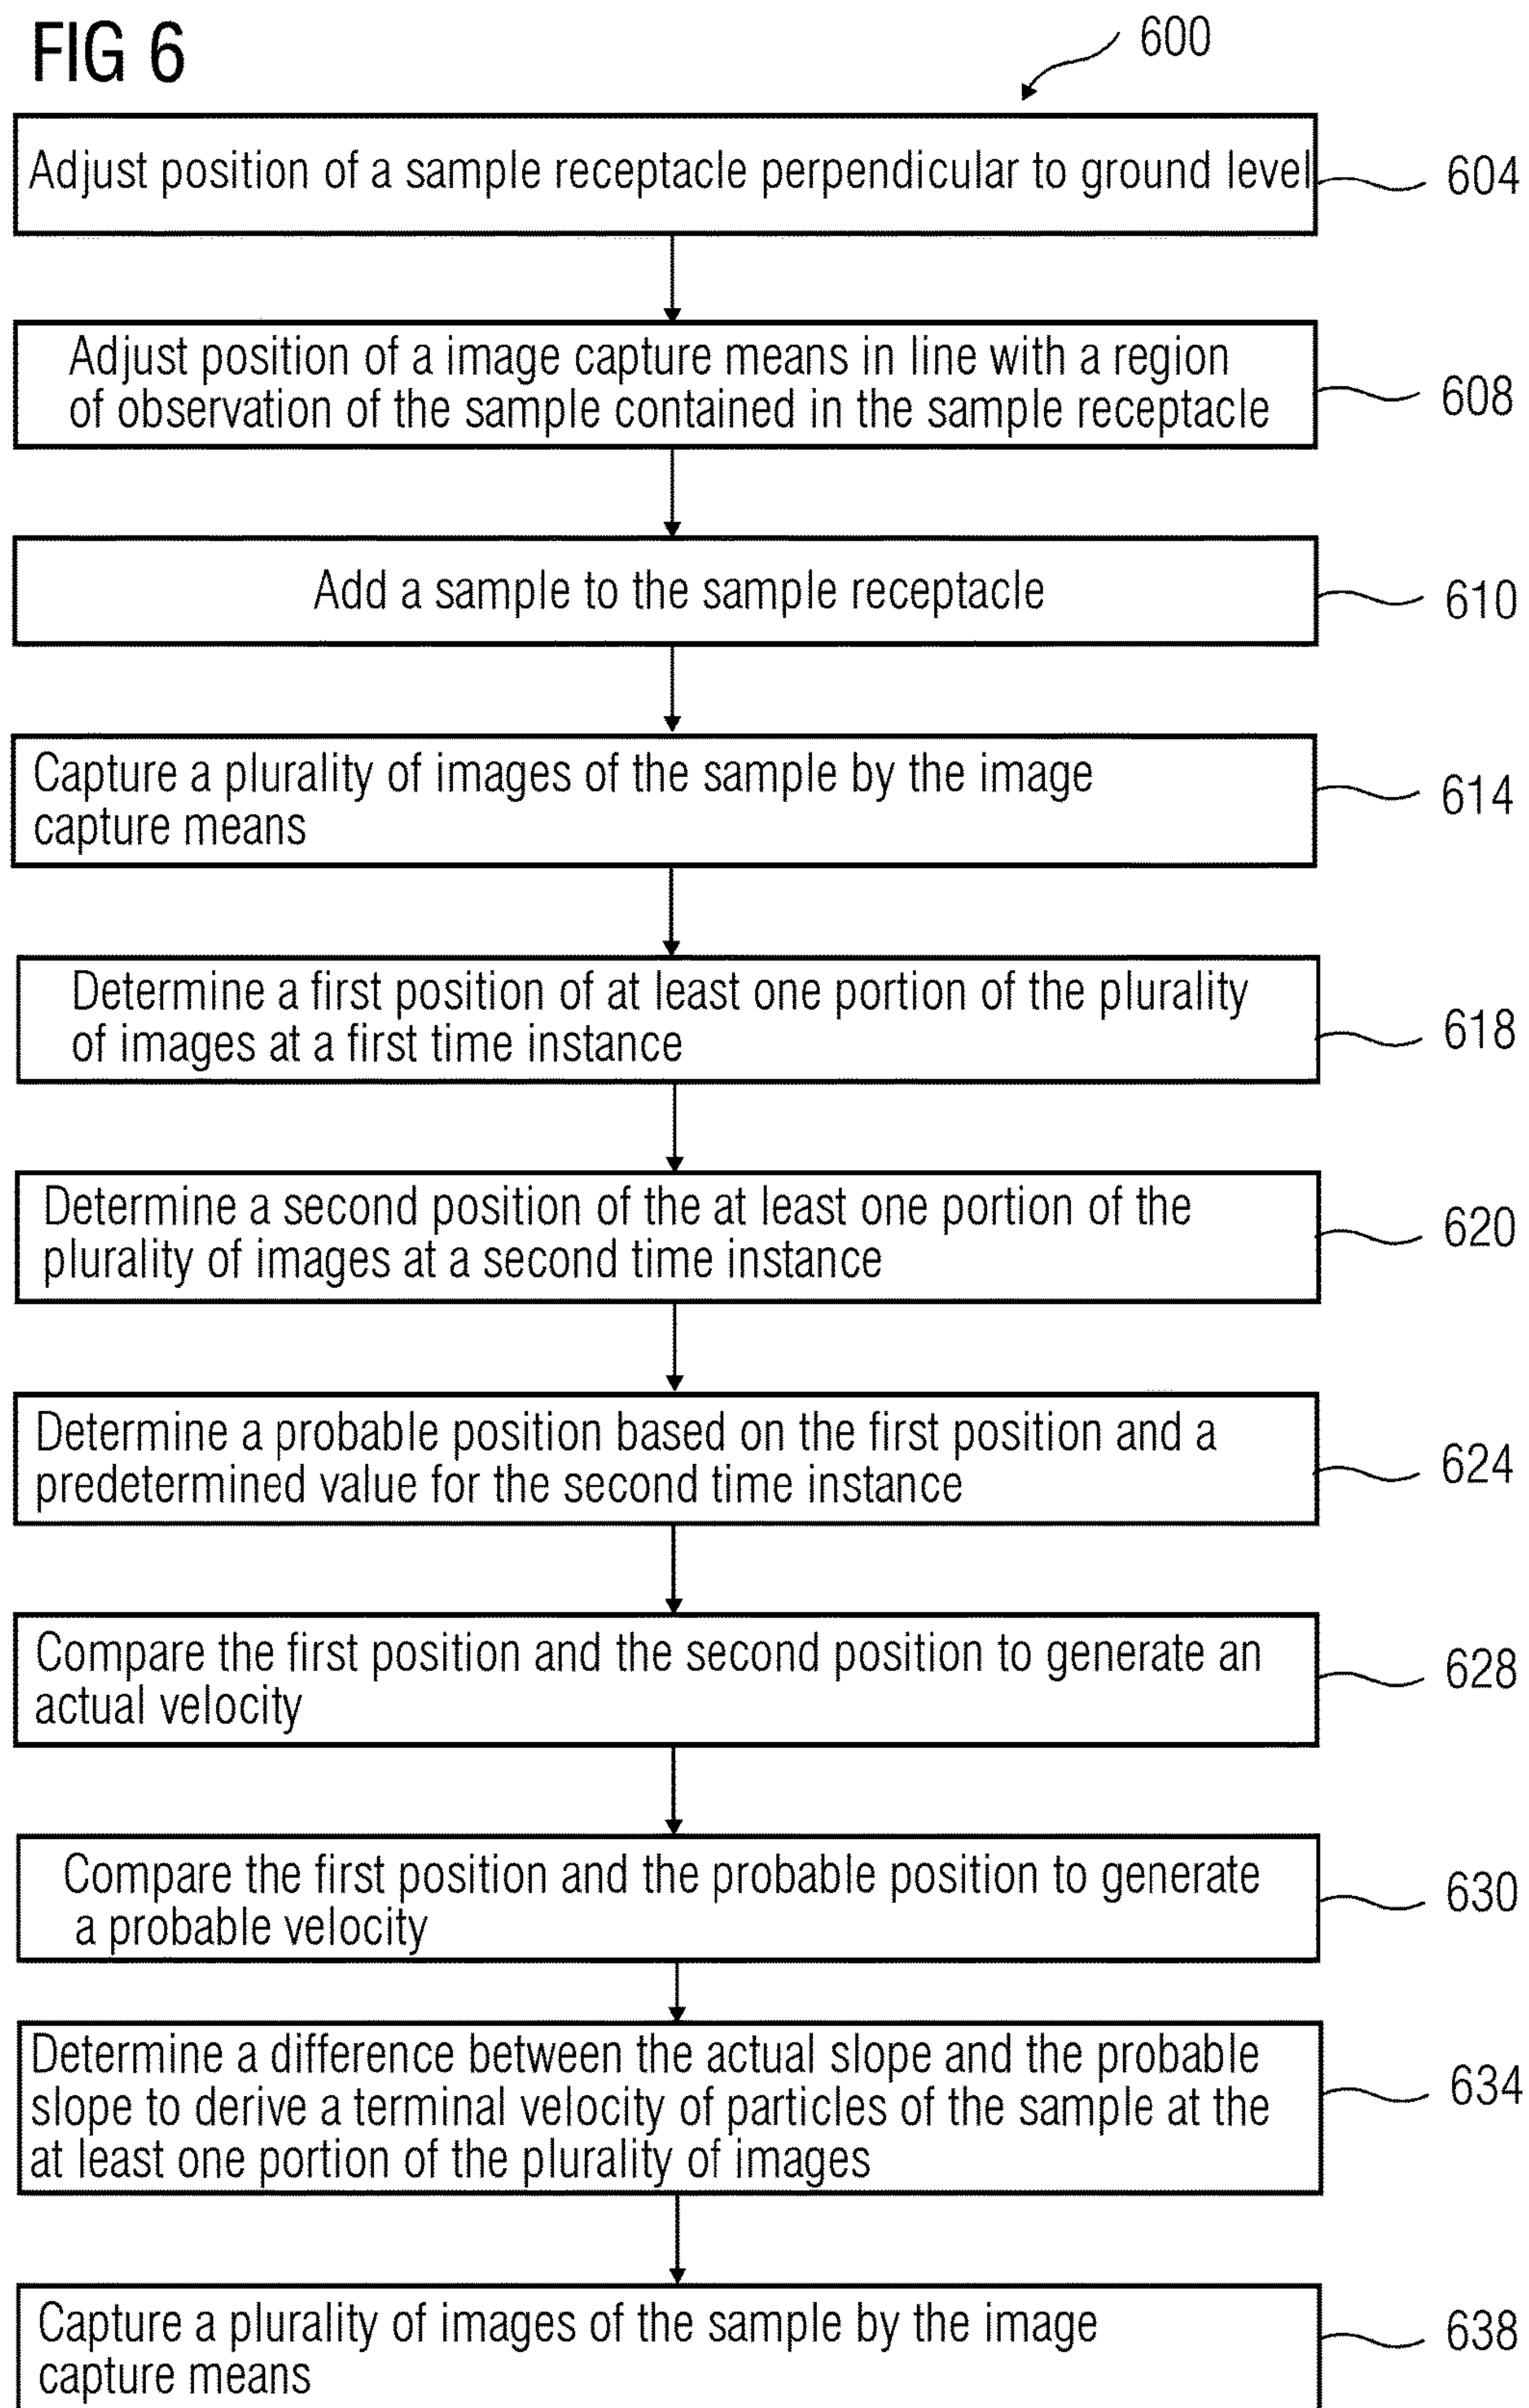 FIG 6
600
Adjust position of a sample receptacle perpendicular to ground level
604
Adjust position of a image capture means in line with a region
of observation of the sample contained in the sample receptacle
608
Add a sample to the sample receptacle
610
Capture a plurality of images of the sample by the image
capture means
614
Determine a first position of at least one portion of the plurality
of images at a first time instance
618
Determine a second position of the at least one portion of the
plurality of images at a second time instance
620
Determine a probable position based on the first position and a
predetermined value for the second time instance
624
Compare the first position and the second position to generate an
actual velocity
628
Compare the first position and the probable position to generate
a probable velocity
630
Determine a difference between the actual slope and the probable
slope to derive a terminal velocity of particles of the sample at the
at least one portion of the plurality of images
634
Capture a plurality of images of the sample by the image
capture means
638